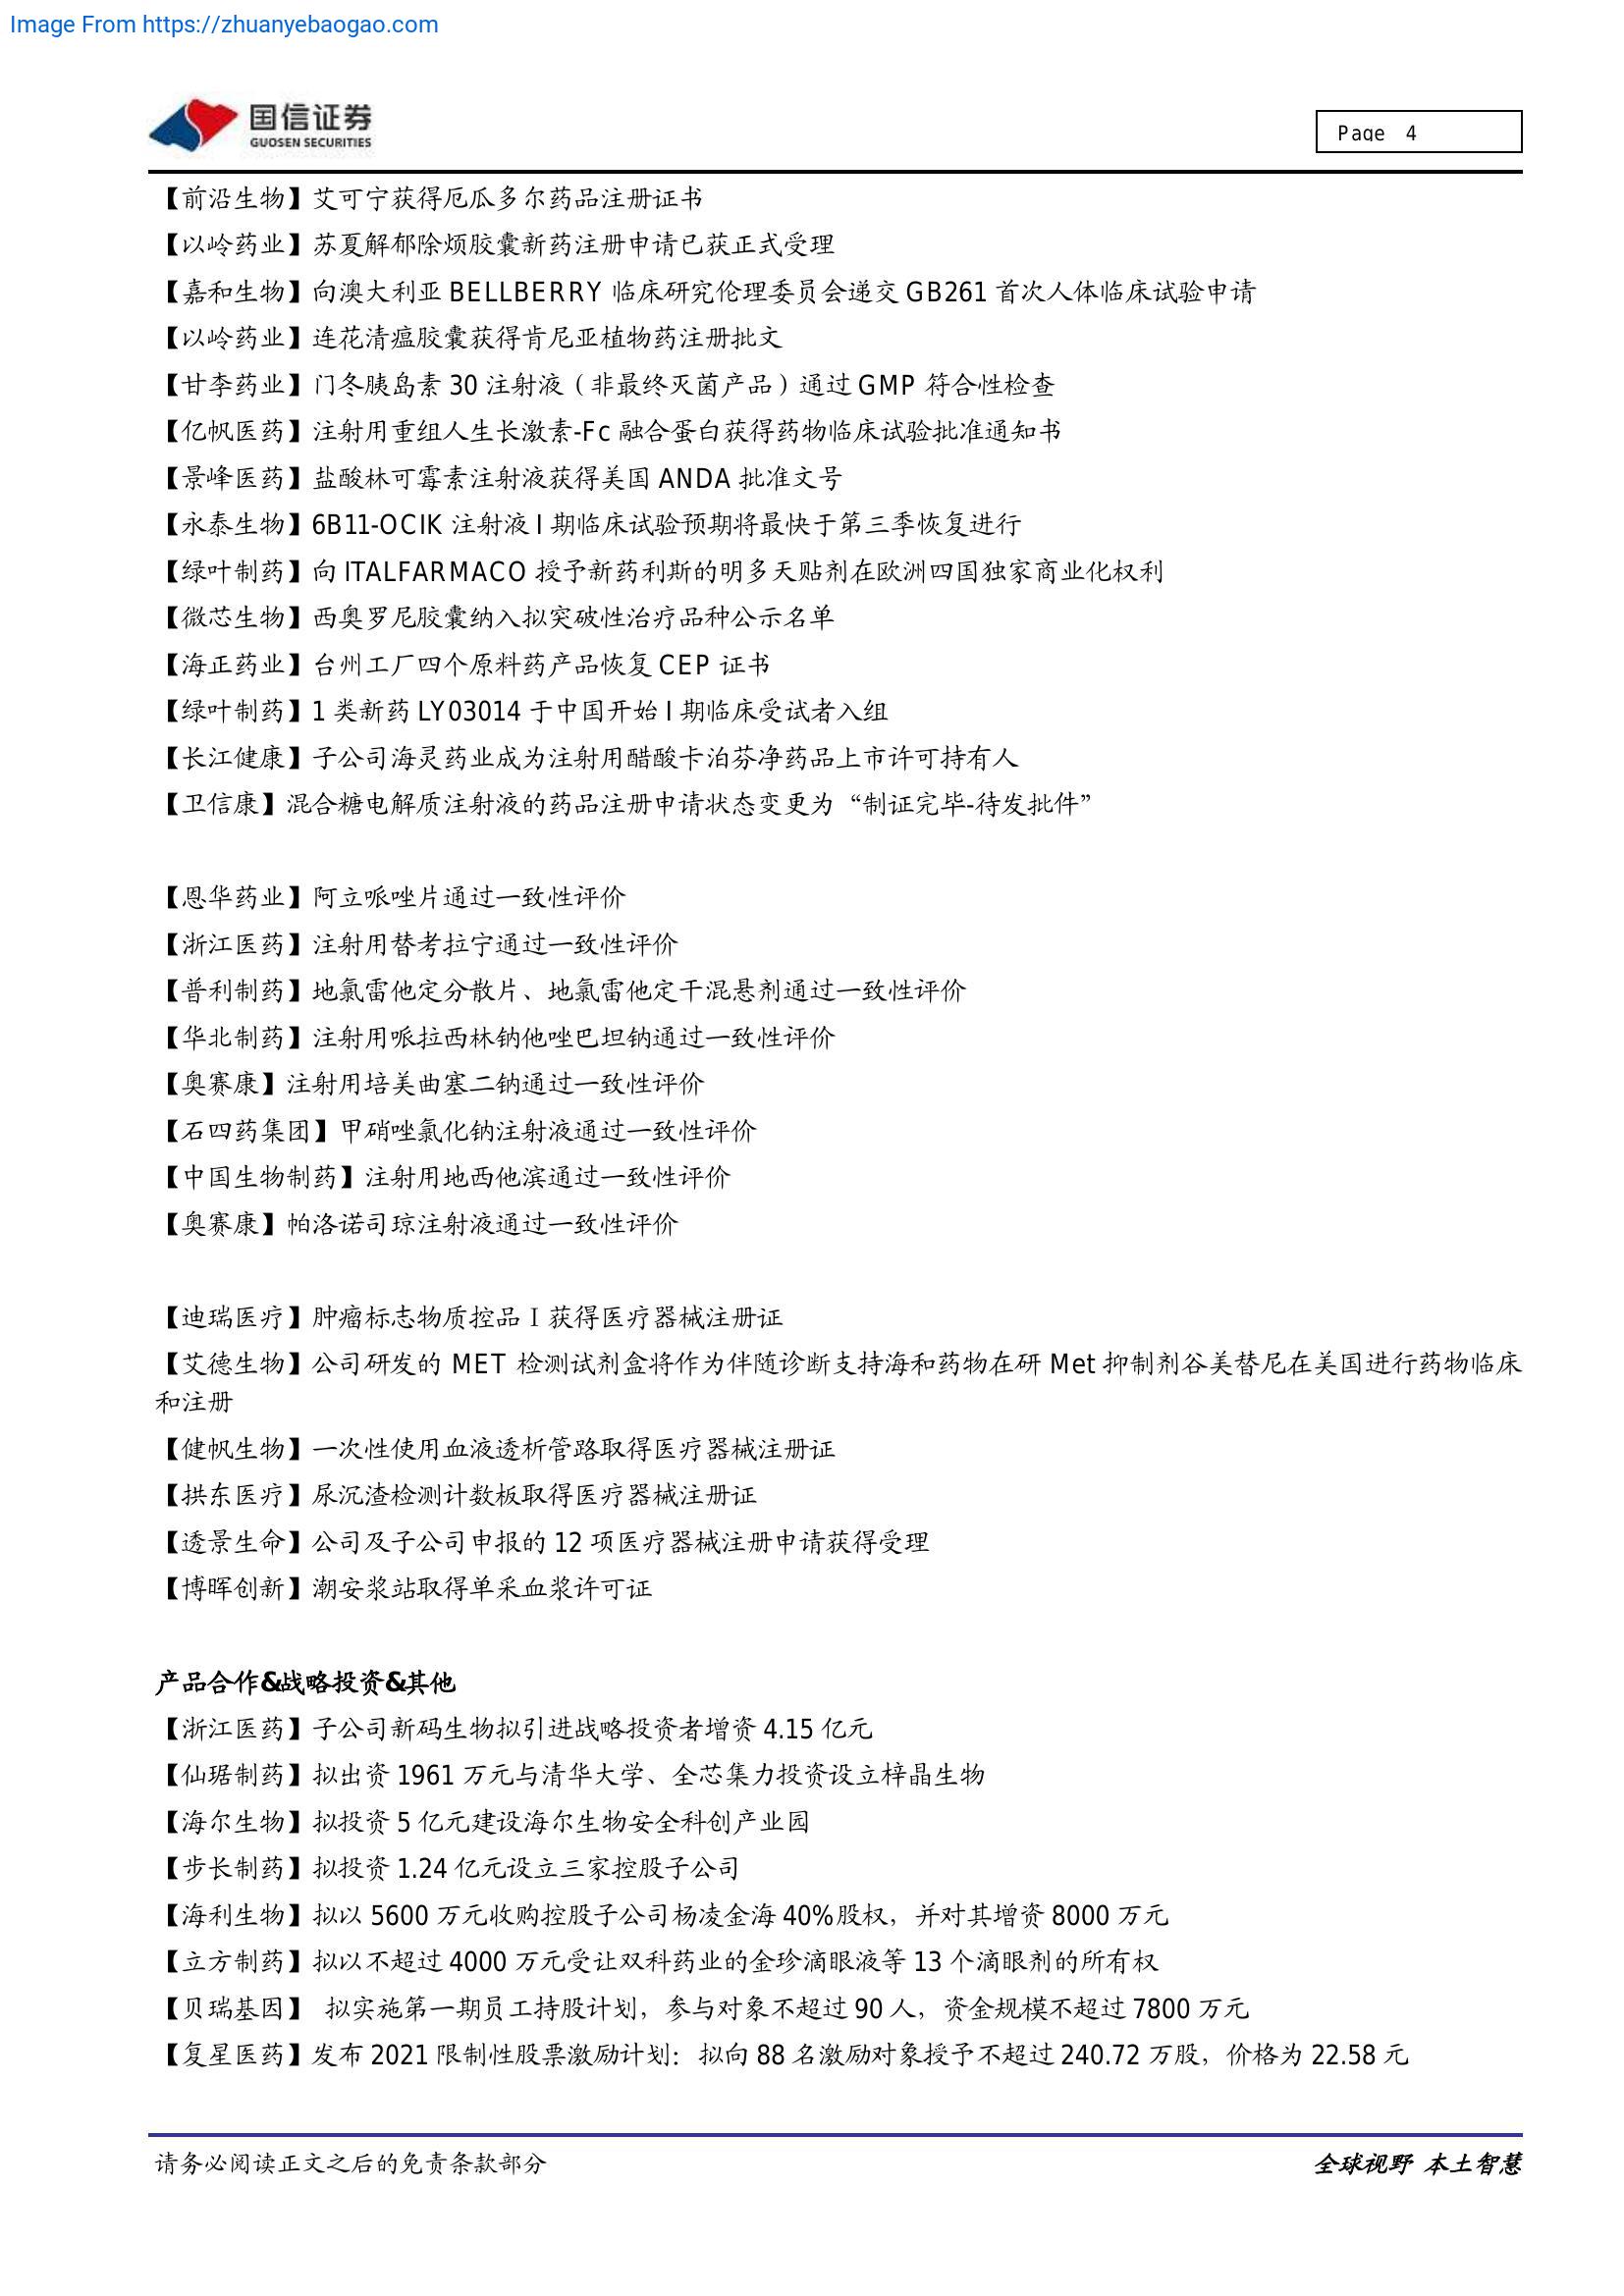 Image From https://zhuanyebaogao.com
国信证券
GUOSEN SECURITIES
Page 4
【前沿生物】艾可宁获得厄瓜多尔药品注册证书
【以岭药业】苏夏解郁除烦胶囊新药注册申请已获正式受理
【嘉和生物】向澳大利亚 BELLBERRY 临床研究伦理委员会递交 GB261 首次人体临床试验申请
【以岭药业】连花清瘟胶囊获得肯尼亚植物药注册批文
【甘李药业】门冬胰岛素 30 注射液（非最终灭菌产品）通过 GMP 符合性检查
【亿帆医药】注射用重组人生长激素-Fc 融合蛋白获得药物临床试验批准通知书
【景峰医药】盐酸林可霉素注射液获得美国 ANDA 批准文号
【永泰生物】6B11-OCIK 注射液 I 期临床试验预期将最快于第三季恢复进行
【绿叶制药】向 ITALFARMACO 授予新药利斯的明多天贴剂在欧洲四国独家商业化权利
【微芯生物】西奥罗尼胶囊纳入拟突破性治疗品种公示名单
【海正药业】台州工厂四个原料药产品恢复 CEP 证书
【绿叶制药】1 类新药 LY03014 于中国开始 I 期临床受试者入组
【长江健康】子公司海灵药业成为注射用醋酸卡泊芬净药品上市许可持有人
【卫信康】混合糖电解质注射液的药品注册申请状态变更为“制证完毕-待发批件”
【恩华药业】阿立哌唑片通过一致性评价
【浙江医药】注射用替考拉宁通过一致性评价
【普利制药】地氯雷他定分散片、地氯雷他定干混悬剂通过一致性评价
【华北制药】注射用哌拉西林钠他唑巴坦钠通过一致性评价
【奥赛康】注射用培美曲塞二钠通过一致性评价
【石四药集团】甲硝唑氯化钠注射液通过一致性评价
【中国生物制药】注射用地西他滨通过一致性评价
【奥赛康】帕洛诺司琼注射液通过一致性评价
【迪瑞医疗】肿瘤标志物质控品 I 获得医疗器械注册证
【艾德生物】公司研发的 MET 检测试剂盒将作为伴随诊断支持海和药物在研 Met 抑制剂谷美替尼在美国进行药物临床
和注册
【健帆生物】一次性使用血液透析管路取得医疗器械注册证
【拱东医疗】尿沉渣检测计数板取得医疗器械注册证
【透景生命】公司及子公司申报的 12 项医疗器械注册申请获得受理
【博晖创新】潮安浆站取得单采血浆许可证
产品合作&战略投资&其他
【浙江医药】子公司新码生物拟引进战略投资者增资 4.15 亿元
【仙琚制药】拟出资 1961 万元与清华大学、全芯集力投资设立梓晶生物
【海尔生物】拟投资 5 亿元建设海尔生物安全科创产业园
【步长制药】拟投资 1.24 亿元设立三家控股子公司
【海利生物】拟以 5600 万元收购控股子公司杨凌金海 40%股权，并对其增资 8000 万元
【立方制药】拟以不超过 4000 万元受让双科药业的金珍滴眼液等 13 个滴眼剂的所有权
【贝瑞基因】 拟实施第一期员工持股计划，参与对象不超过 90 人，资金规模不超过 7800 万元
【复星医药】发布 2021 限制性股票激励计划：拟向 88 名激励对象授予不超过 240.72 万股，价格为 22.58 元
请务必阅读正文之后的免责条款部分
全球视野 本土智慧